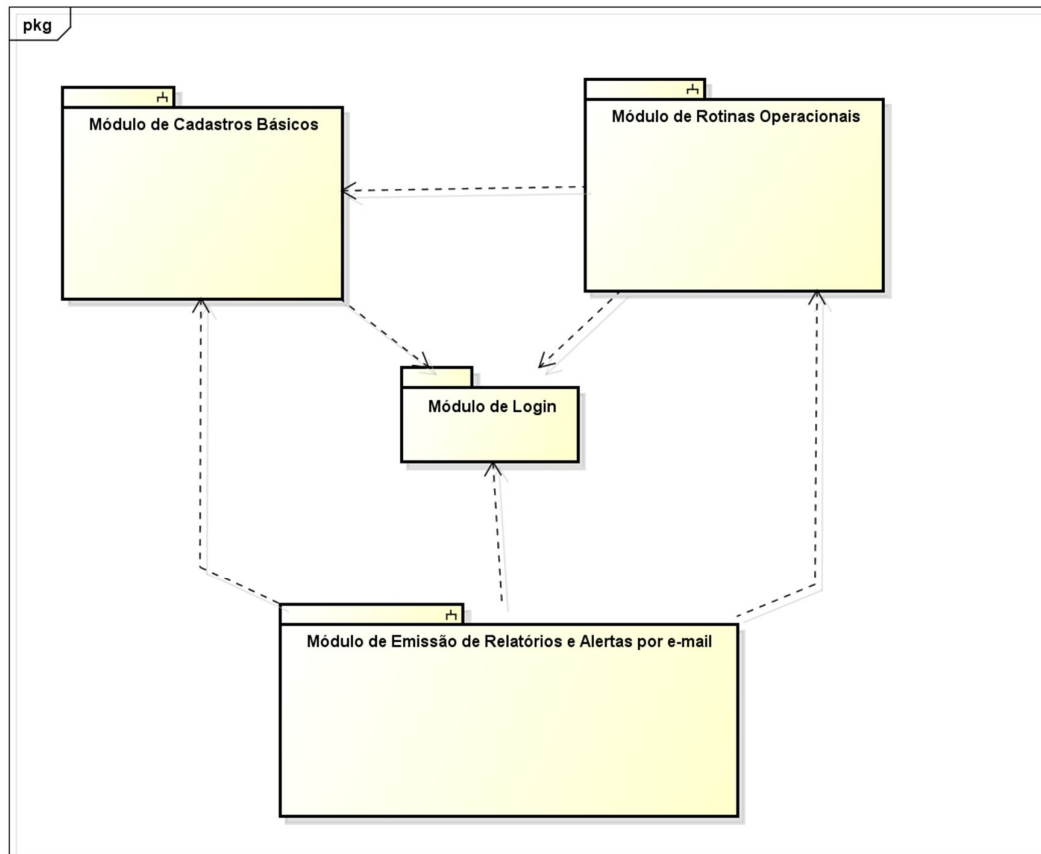 pkg
Módulo de Cadastros Básicos
Módulo de Rotinas Operacionais
Módulo de Login
Módulo de Emissão de Relatórios e Alertas por e-mail